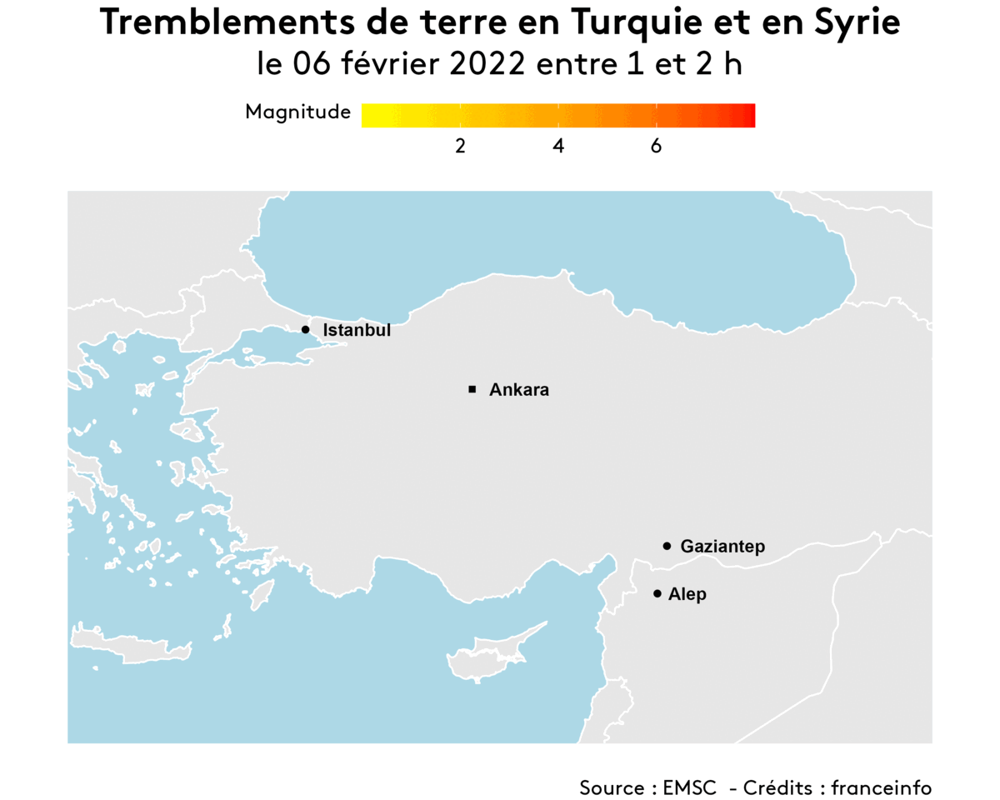 Tremblements de terre en Turquie et en Syrie
le 06 février 2022 entre 1 et 2 h
Magnitude
2 4 6
Istanbul
Ankara
Gaziantep
Alep
Source : EMSC - Crédits : franceinfo